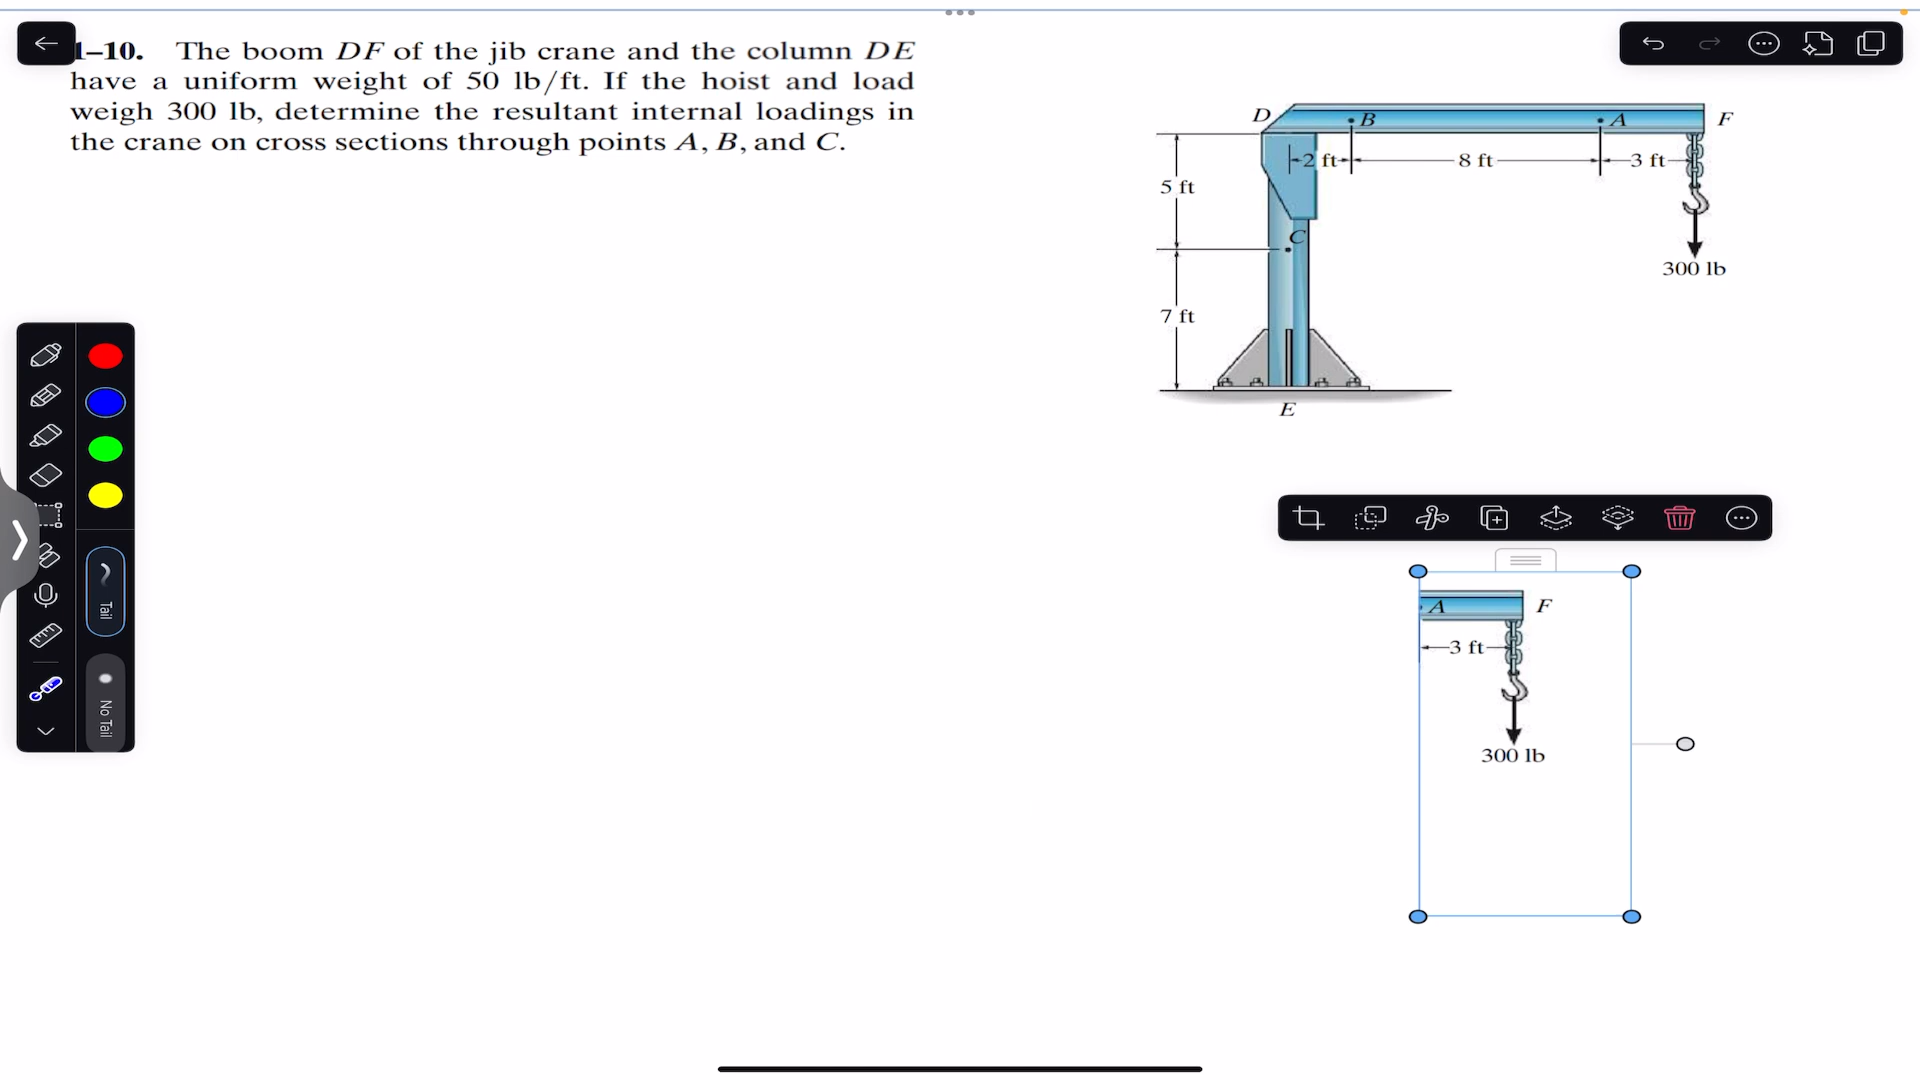 1–10. The boom DF of the jib crane and the column DE
have a uniform weight of 50 lb/ft. If the hoist and load
weigh 300 lb, determine the resultant internal loadings in
the crane on cross sections through points A, B, and C.
D
B
A
F
2 ft
8 ft
3 ft
5 ft
C
300 lb
7 ft
E
A
F
3 ft
300 lb
Tail
No Tail